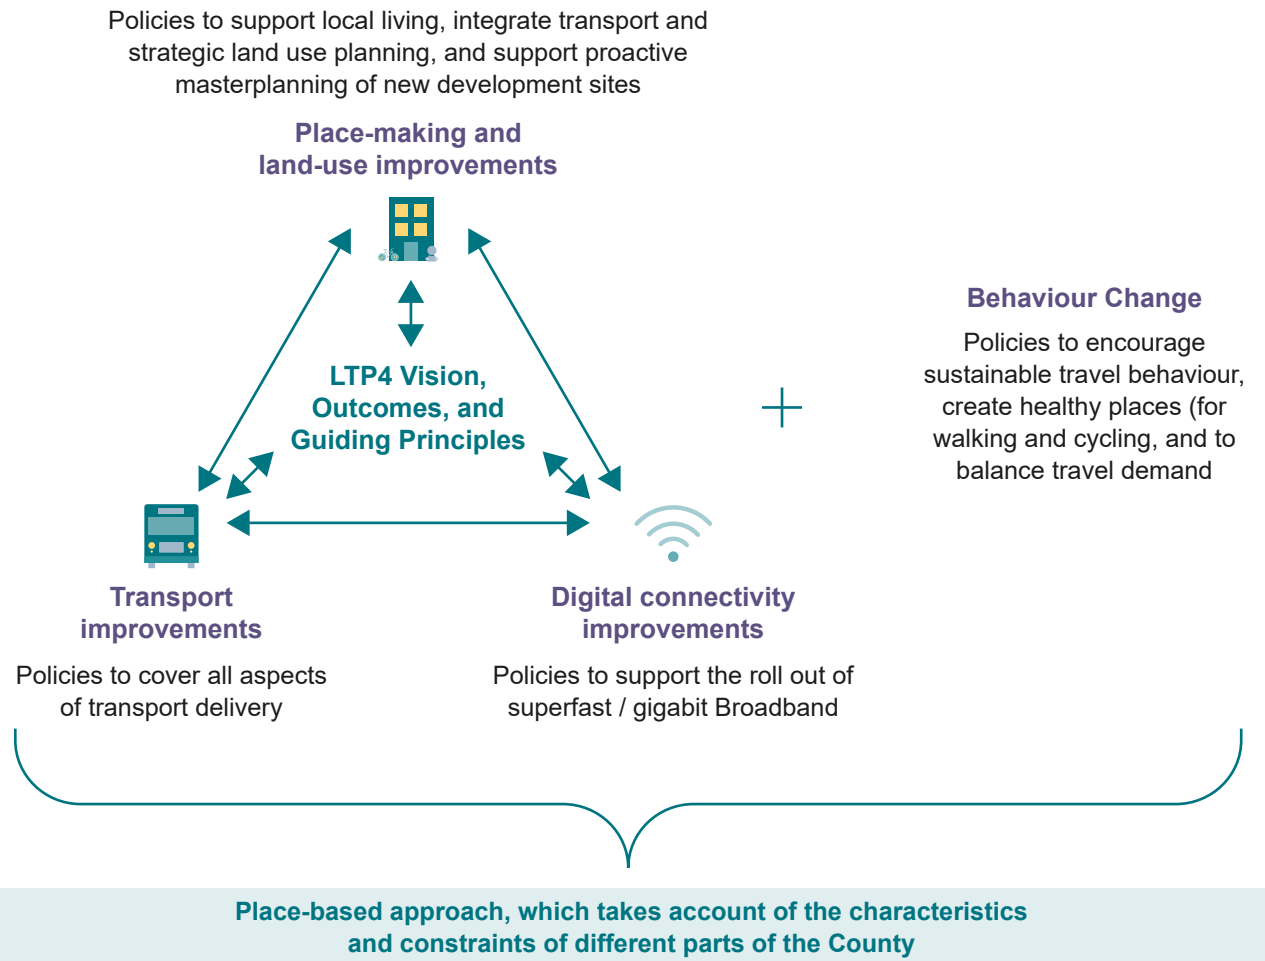 Policies to support local living, integrate transport and
strategic land use planning, and support proactive
masterplanning of new development sites
Place-making and
land-use improvements
LTP4 Vision,
Outcomes, and
Guiding Principles
Transport
improvements
Policies to cover all aspects
of transport delivery
Digital connectivity
improvements
Policies to support the roll out of
superfast / gigabit Broadband
+
Behaviour Change
Policies to encourage
sustainable travel behaviour,
create healthy places (for
walking and cycling, and to
balance travel demand
Place-based approach, which takes account of the characteristics
and constraints of different parts of the County